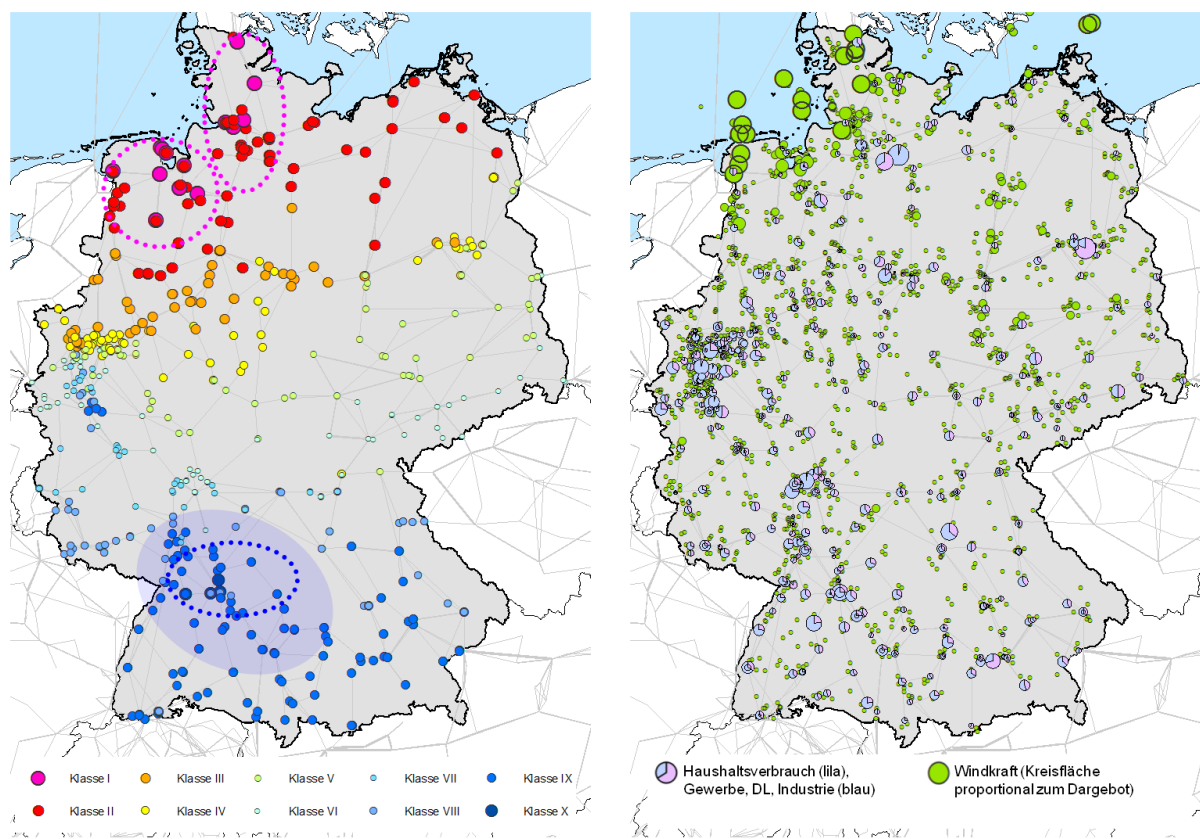 Klasse I
Klasse III
Klasse V
Klasse VII
Klasse IX
Klasse II
Klasse IV
Klasse VI
Klasse VIII
Klasse X
Haushaltsverbrauch (lila),
Gewerbe, DL, Industrie (blau)
Windkraft (Kreisfläche
proportional zum Dargebot)